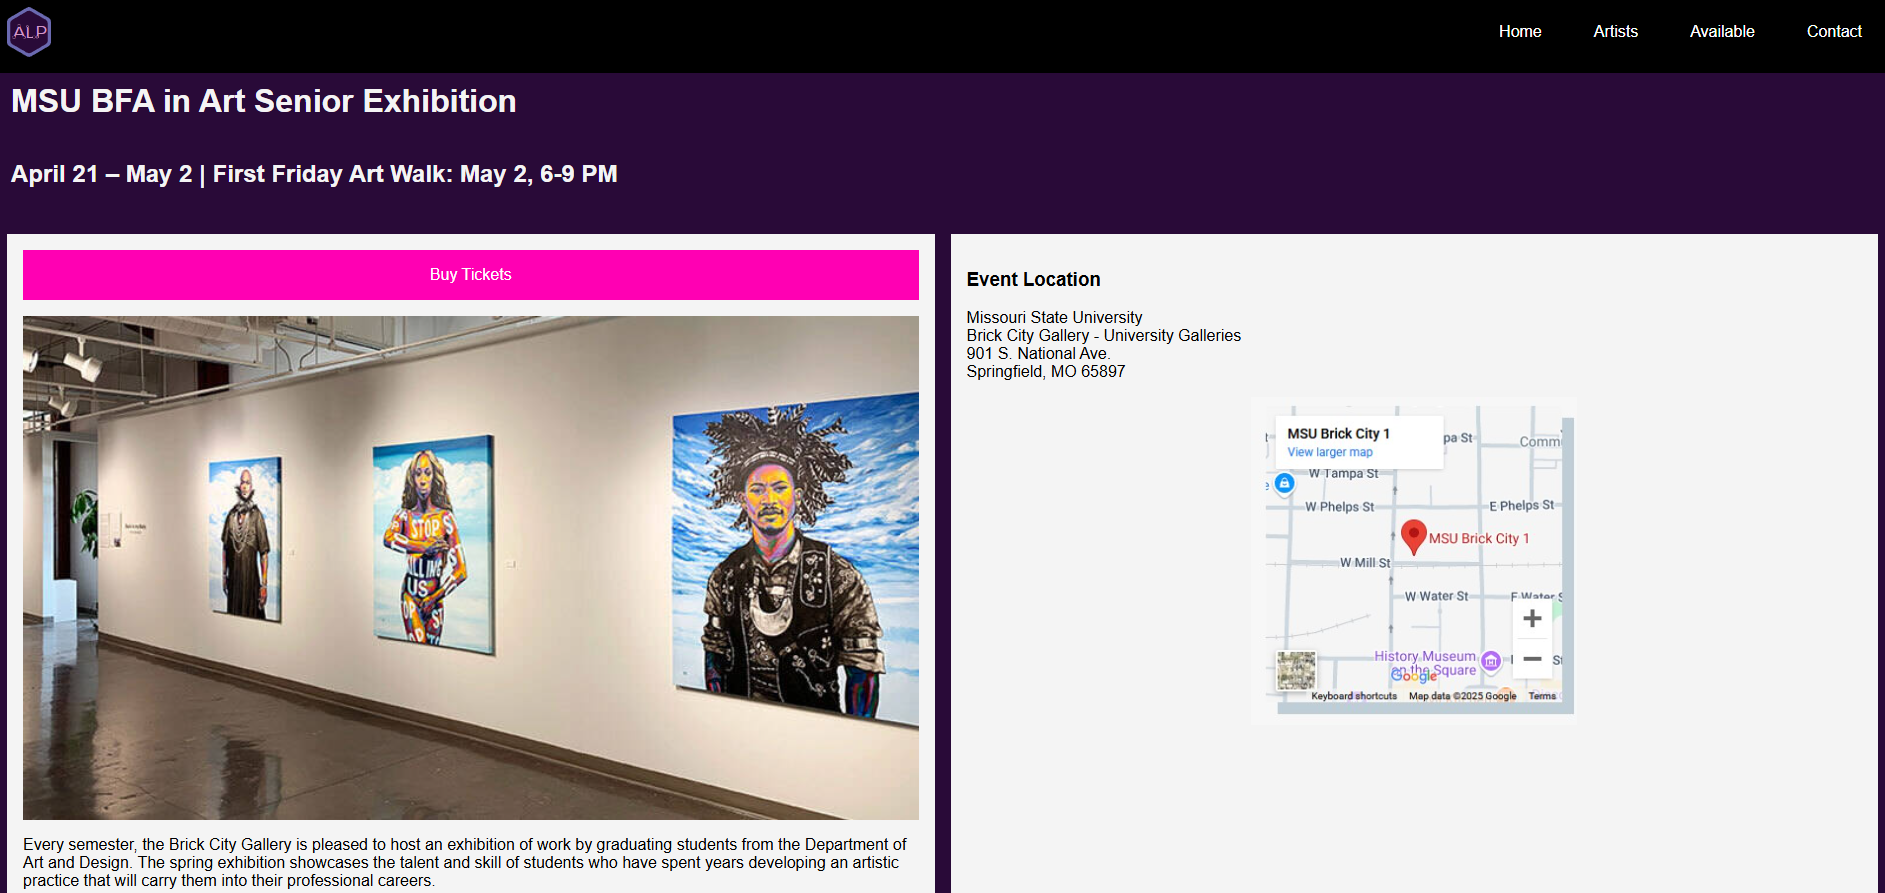 ALP
Home
Artists
Available
Contact
MSU BFA in Art Senior Exhibition
April 21 – May 2 | First Friday Art Walk: May 2, 6-9 PM
Buy Tickets
STOP
LLING
US
STOP
Every semester, the Brick City Gallery is pleased to host an exhibition of work by graduating students from the Department of
Art and Design. The spring exhibition showcases the talent and skill of students who have spent years developing an artistic
practice that will carry them into their professional careers.
Event Location
Missouri State University
Brick City Gallery - University Galleries
901 S. National Ave.
Springfield, MO 65897
MSU Brick City 1
View larger map
pa St
Comm
W Tampa St
W Phelps St
E Phelps St
MSU Brick City 1
W Mill St
W Water St
E Water S
History Museum
on the Square
Google
Keyboard shortcuts
Map data ©2025 Google
Terms